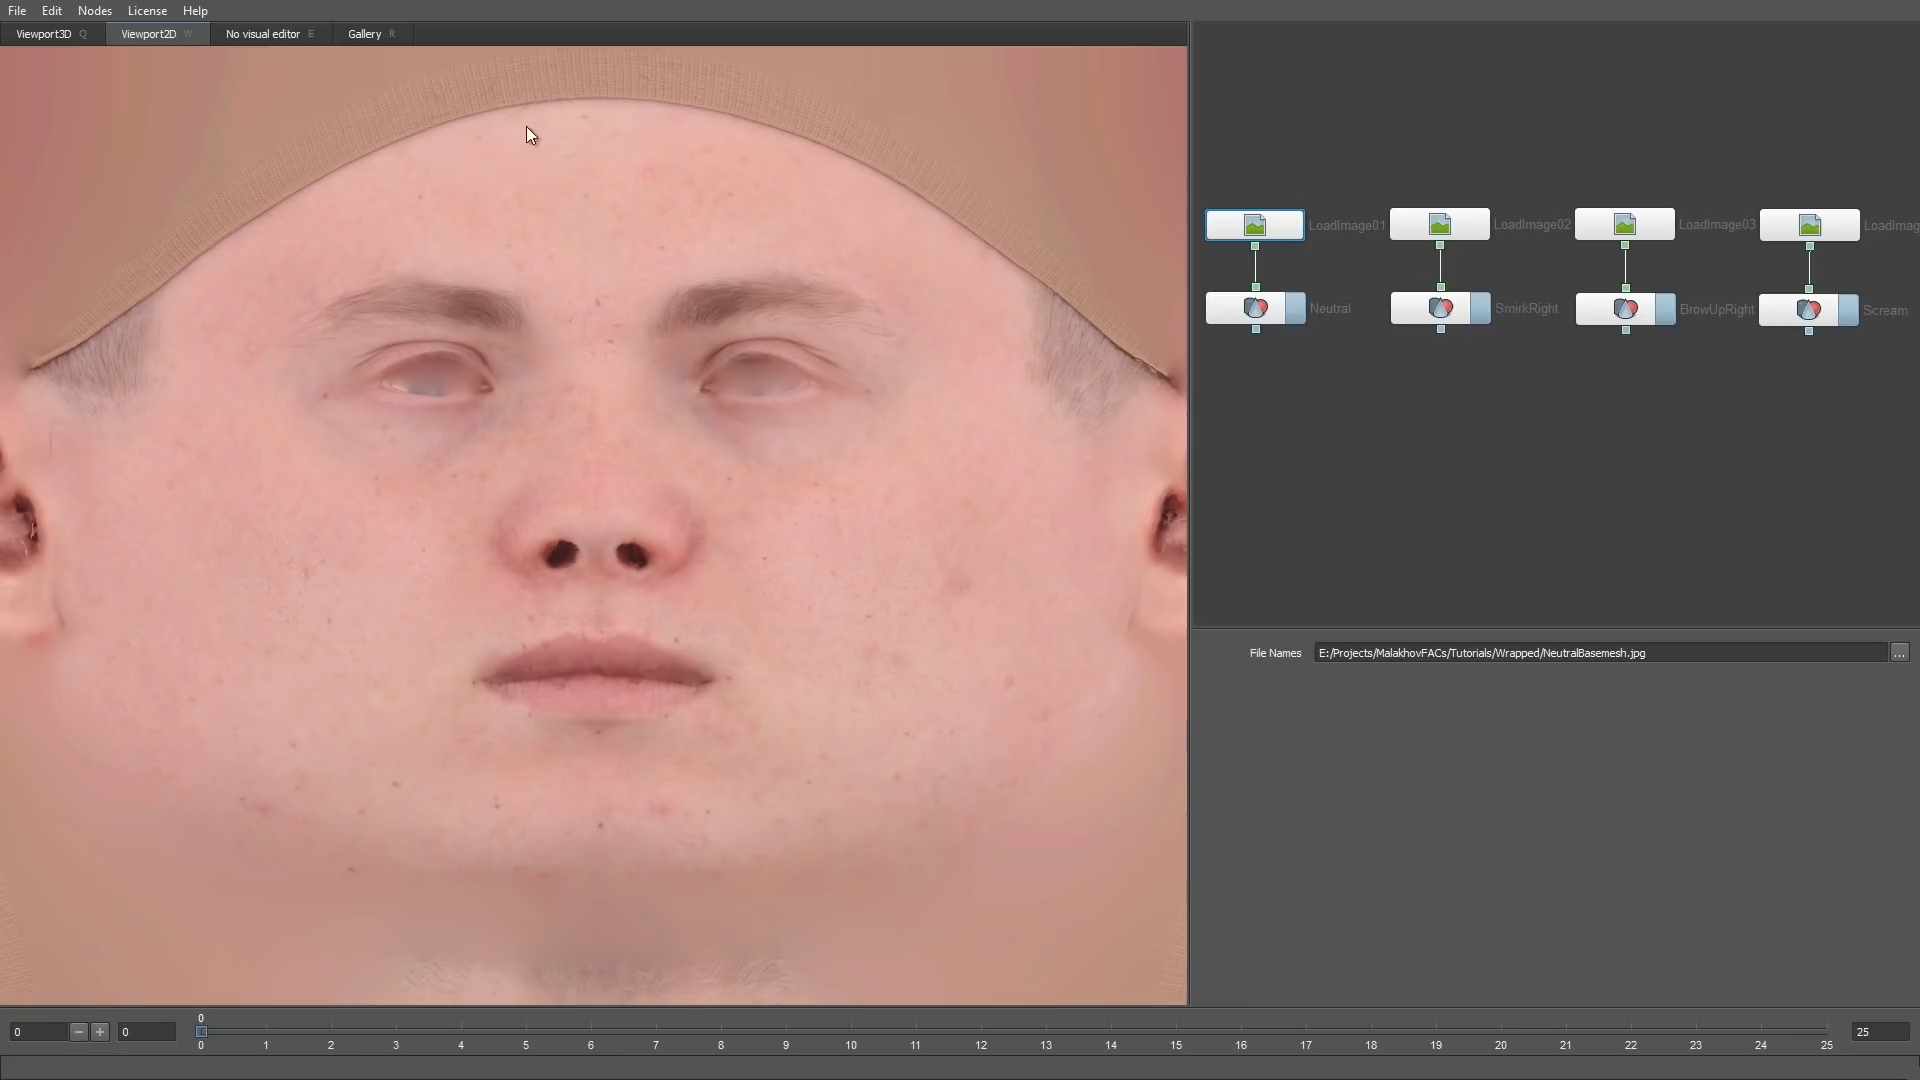 File Edit Nodes License Help
Viewport3D Q Viewport2D W No visual editor E Gallery R
LoadImage01 LoadImage02 LoadImage03 LoadImag
Neutral SmirkRight BrowUpRight Scream
File Names E:/Projects/MalakhovFACs/Tutorials/Wrapped/NeutralBasemesh.jpg ...
0
0 − + 0 25
0 1 2 3 4 5 6 7 8 9 10 11 12 13 14 15 16 17 18 19 20 21 22 23 24 25